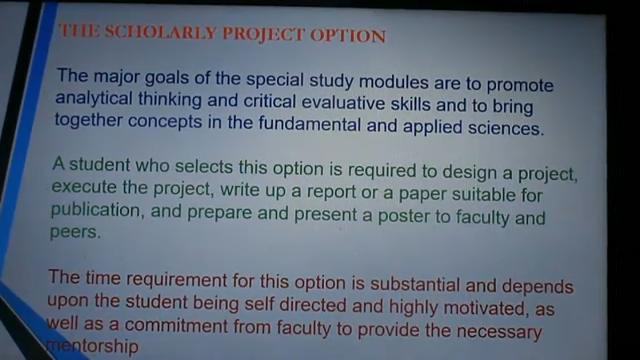 THE SCHOLARLY PROJECT OPTION
The major goals of the special study modules are to promote
analytical thinking and critical evaluative skills and to bring
together concepts in the fundamental and applied sciences.
A student who selects this option is required to design a project,
execute the project, write up a report or a paper suitable for
publication, and prepare and present a poster to faculty and
peers.
The time requirement for this option is substantial and depends
upon the student being self directed and highly motivated, as
well as a commitment from faculty to provide the necessary
mentorship